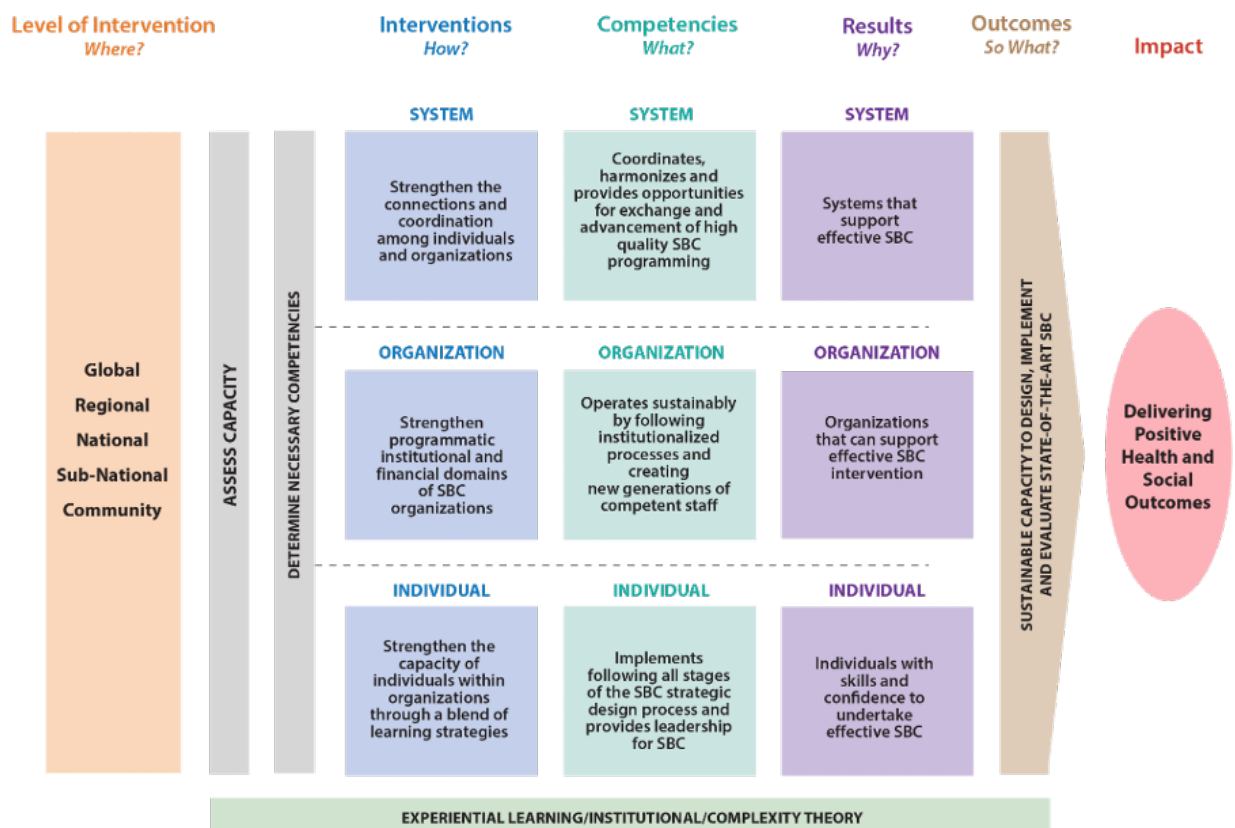 Level of Intervention
Where?
Interventions
How?
Competencies
What?
Results
Why?
Outcomes
So What?
Impact
Global
Regional
National
Sub-National
Community
ASSESS CAPACITY
DETERMINE NECESSARY COMPETENCIES
SYSTEM
Strengthen the
connections and
coordination
among individuals
and organizations
SYSTEM
Coordinates,
harmonizes and
provides opportunities
for exchange and
advancement of high
quality SBC
programming
SYSTEM
Systems that
support
effective SBC
ORGANIZATION
Strengthen
programmatic
institutional and
financial domains
of SBC
organizations
ORGANIZATION
Operates sustainably
by following
institutionalized
processes and
creating
new generations of
competent staff
ORGANIZATION
Organizations
that can support
effective SBC
intervention
INDIVIDUAL
Strengthen the
capacity of
individuals within
organizations
through a blend of
learning strategies
INDIVIDUAL
Implements
following all stages
of the SBC strategic
design process and
provides leadership
for SBC
INDIVIDUAL
Individuals with
skills and
confidence to
undertake
effective SBC
SUSTAINABLE CAPACITY TO DESIGN, IMPLEMENT
AND EVALUATE STATE-OF-THE-ART SBC
Delivering
Positive
Health and
Social
Outcomes
EXPERIENTIAL LEARNING/INSTITUTIONAL/COMPLEXITY THEORY